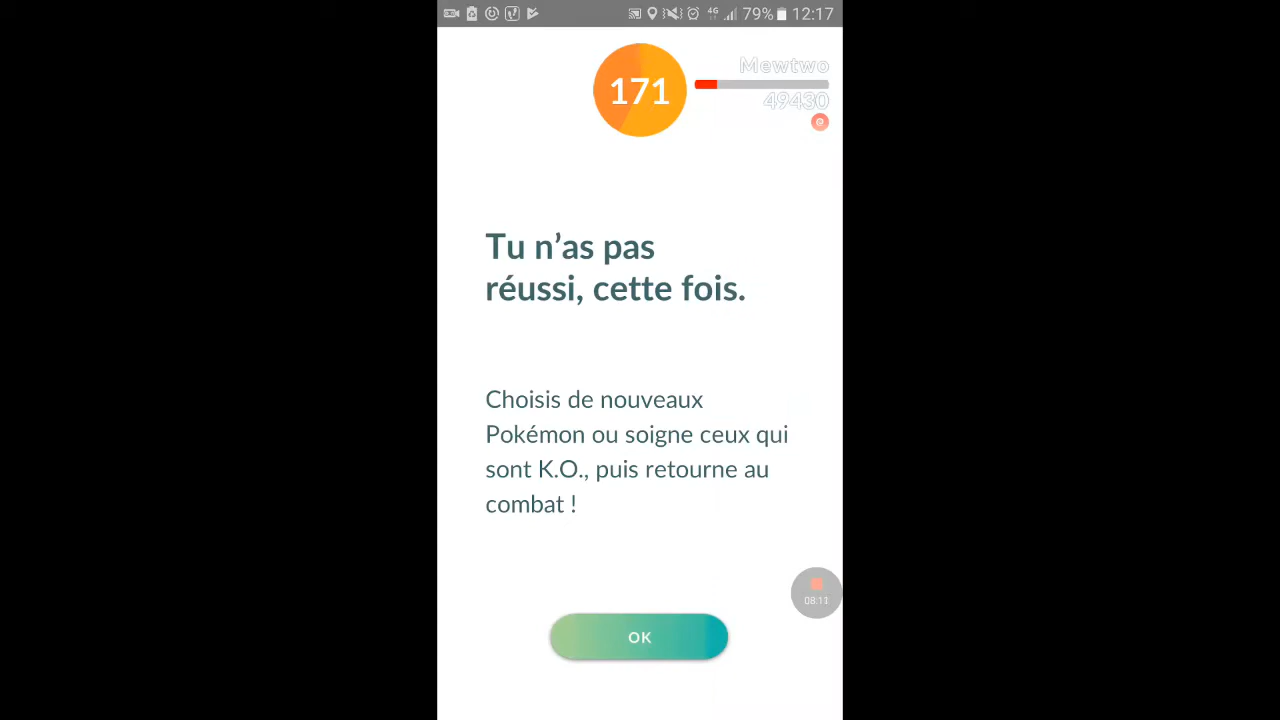 4G 79% 12:17
171
Mewtwo
49430
Tu n’as pas
réussi, cette fois.
Choisis de nouveaux
Pokémon ou soigne ceux qui
sont K.O., puis retourne au
combat !
08:11
OK